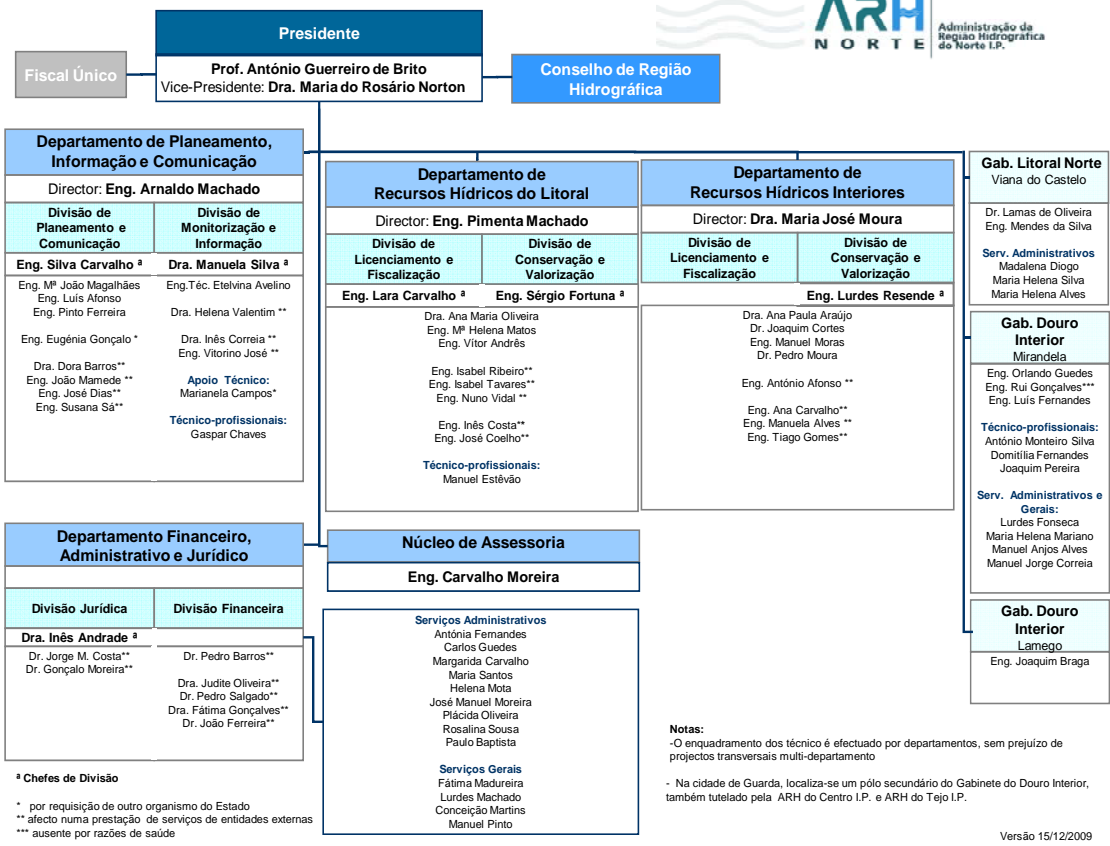 ARH
NORTE
Administração da
Região Hidrográfica
do Norte I.P.
Presidente
Prof. António Guerreiro de Brito
Vice-Presidente: Dra. Maria do Rosário Norton
Fiscal Único
Conselho de Região
Hidrográfica
Departamento de Planeamento,
Informação e Comunicação
Director: Eng. Arnaldo Machado
Divisão de
Planeamento e
Comunicação
Eng. Silva Carvalho ª
Eng. Mª João Magalhães
Eng. Luís Afonso
Eng. Pinto Ferreira
Eng. Eugénia Gonçalo *
Dra. Dora Barros**
Eng. João Mamede **
Eng. José Dias**
Eng. Susana Sá**
Divisão de
Monitorização e
Informação
Dra. Manuela Silva ª
Eng.Téc. Etelvina Avelino
Dra. Helena Valentim **
Dra. Inês Correia **
Eng. Vitorino José **
Apoio Técnico:
Marianela Campos*
Técnico-profissionais:
Gaspar Chaves
Departamento de
Recursos Hídricos do Litoral
Director: Eng. Pimenta Machado
Divisão de
Licenciamento e
Fiscalização
Eng. Lara Carvalho ª
Divisão de
Conservação e
Valorização
Eng. Sérgio Fortuna ª
Dra. Ana Maria Oliveira
Eng. Mª Helena Matos
Eng. Vítor Andrês
Eng. Isabel Ribeiro**
Eng. Isabel Tavares**
Eng. Nuno Vidal **
Eng. Inês Costa**
Eng. José Coelho**
Técnico-profissionais:
Manuel Estêvão
Departamento de
Recursos Hídricos Interiores
Director: Dra. Maria José Moura
Divisão de
Licenciamento e
Fiscalização
Divisão de
Conservação e
Valorização
Eng. Lurdes Resende ª
Dra. Ana Paula Araújo
Dr. Joaquim Cortes
Eng. Manuel Moras
Dr. Pedro Moura
Eng. António Afonso **
Eng. Ana Carvalho**
Eng. Manuela Alves **
Eng. Tiago Gomes**
Gab. Litoral Norte
Viana do Castelo
Dr. Lamas de Oliveira
Eng. Mendes da Silva
Serv. Administrativos
Madalena Diogo
Maria Helena Silva
Maria Helena Alves
Gab. Douro
Interior
Mirandela
Eng. Orlando Guedes
Eng. Rui Gonçalves***
Eng. Luís Fernandes
Técnico-profissionais:
António Monteiro Silva
Domitília Fernandes
Joaquim Pereira
Serv. Administrativos e
Gerais:
Lurdes Fonseca
Maria Helena Mariano
Manuel Anjos Alves
Manuel Jorge Correia
Gab. Douro
Interior
Lamego
Eng. Joaquim Braga
Departamento Financeiro,
Administrativo e Jurídico
Divisão Jurídica
Dra. Inês Andrade ª
Dr. Jorge M. Costa**
Dr. Gonçalo Moreira**
Divisão Financeira
Dr. Pedro Barros**
Dra. Judite Oliveira**
Dr. Pedro Salgado**
Dra. Fátima Gonçalves**
Dr. João Ferreira**
Núcleo de Assessoria
Eng. Carvalho Moreira
Serviços Administrativos
Antónia Fernandes
Carlos Guedes
Margarida Carvalho
Maria Santos
Helena Mota
José Manuel Moreira
Plácida Oliveira
Rosalina Sousa
Paulo Baptista
Serviços Gerais
Fátima Madureira
Lurdes Machado
Conceição Martins
Manuel Pinto
ª Chefes de Divisão
* por requisição de outro organismo do Estado
** afecto numa prestação de serviços de entidades externas
*** ausente por razões de saúde
Notas:
-O enquadramento dos técnico é efectuado por departamentos, sem prejuízo de
projectos transversais multi-departamento
- Na cidade de Guarda, localiza-se um pólo secundário do Gabinete do Douro Interior,
também tutelado pela ARH do Centro I.P. e ARH do Tejo I.P.
Versão 15/12/2009